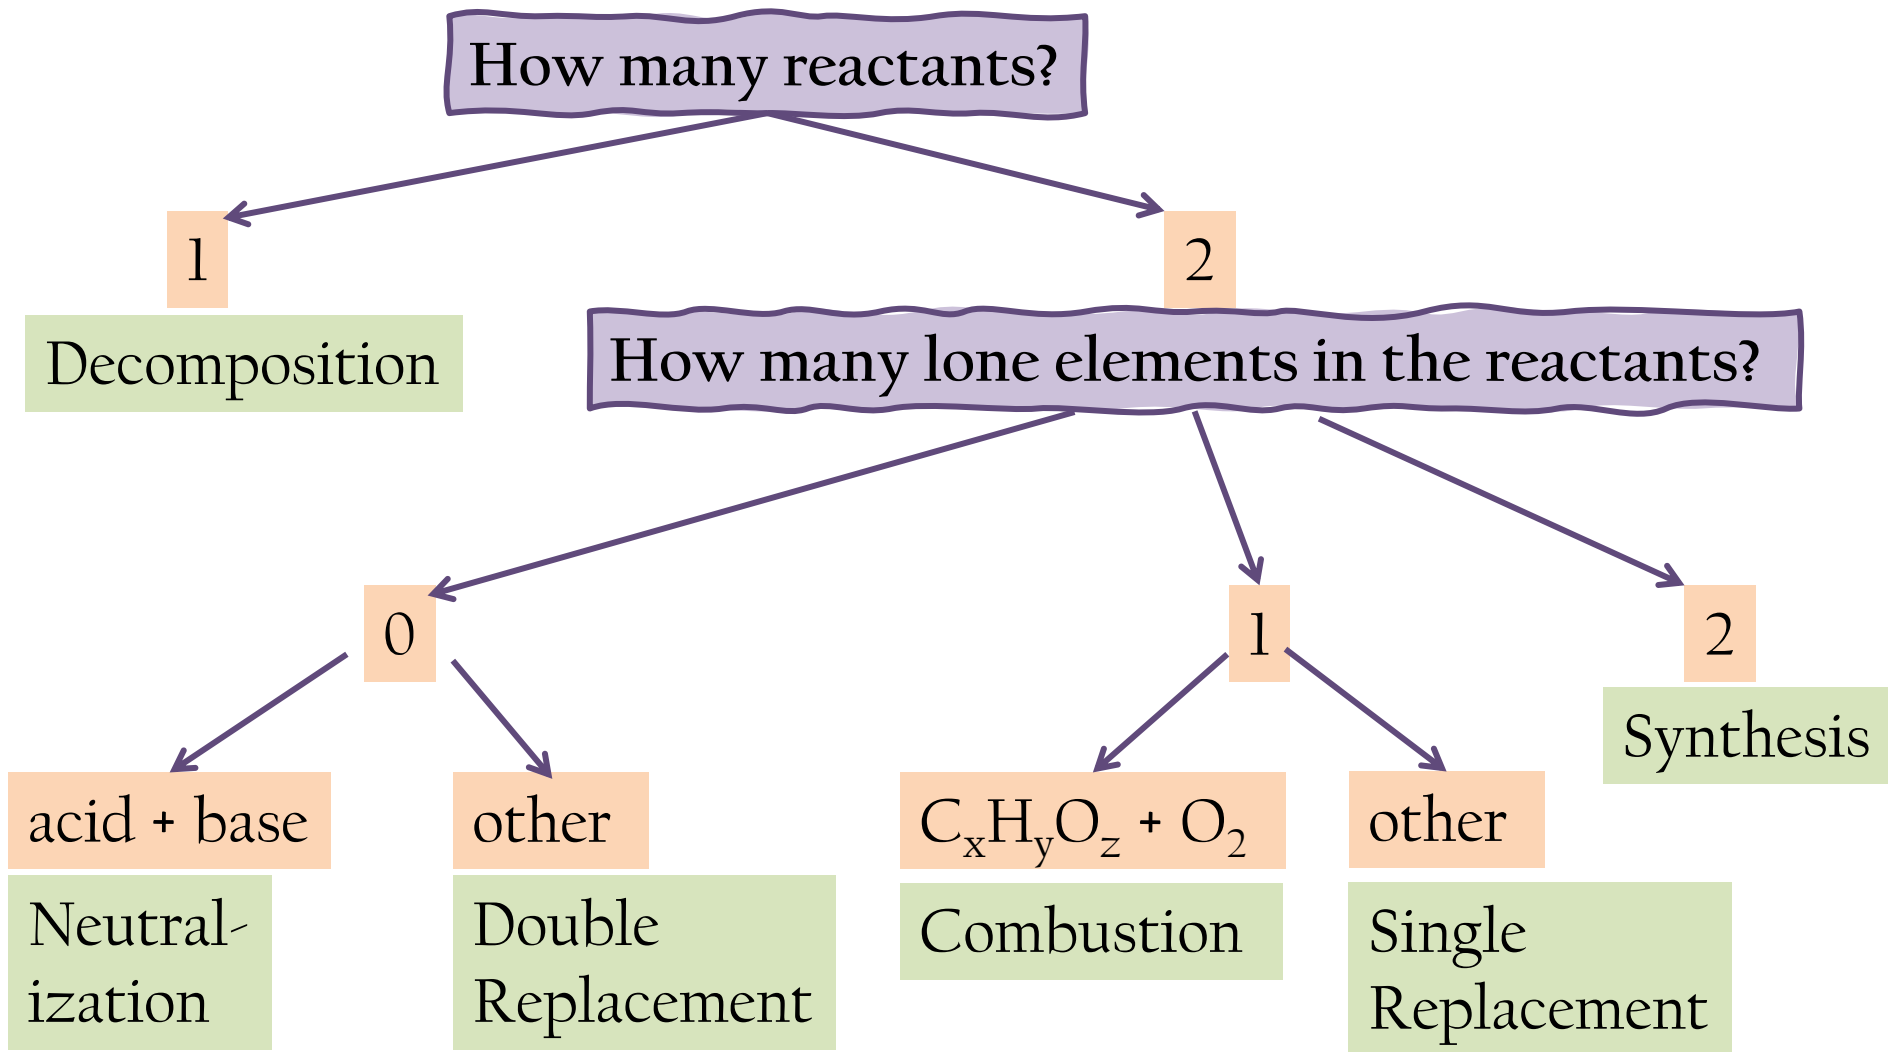 How many reactants?
1
2
Decomposition
How many lone elements in the reactants?
0
1
2
Synthesis
acid + base
other
CₓHᵧO₂ + O₂
other
Neutral-
ization
Double
Replacement
Combustion
Single
Replacement